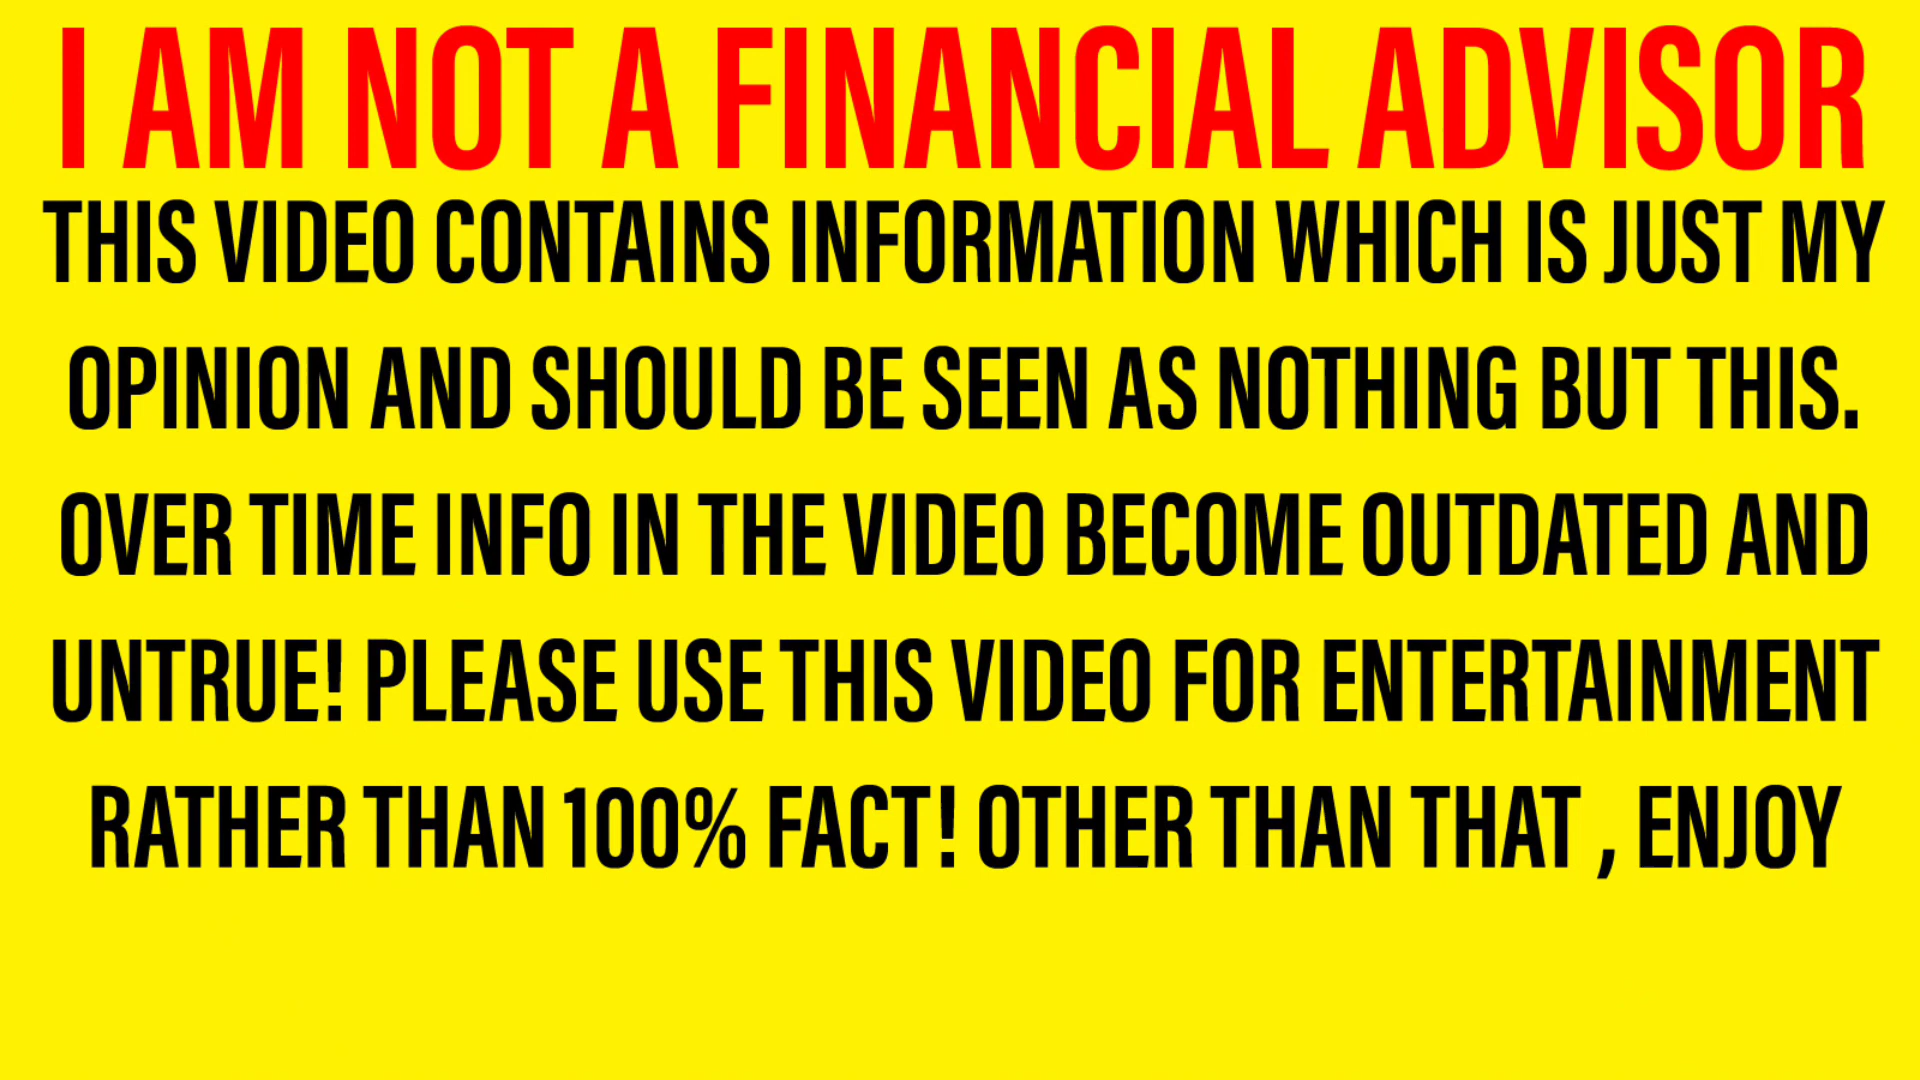 I AM NOT A FINANCIAL ADVISOR
THIS VIDEO CONTAINS INFORMATION WHICH IS JUST MY
OPINION AND SHOULD BE SEEN AS NOTHING BUT THIS.
OVER TIME INFO IN THE VIDEO BECOME OUTDATED AND
UNTRUE! PLEASE USE THIS VIDEO FOR ENTERTAINMENT
RATHER THAN 100% FACT! OTHER THAN THAT , ENJOY